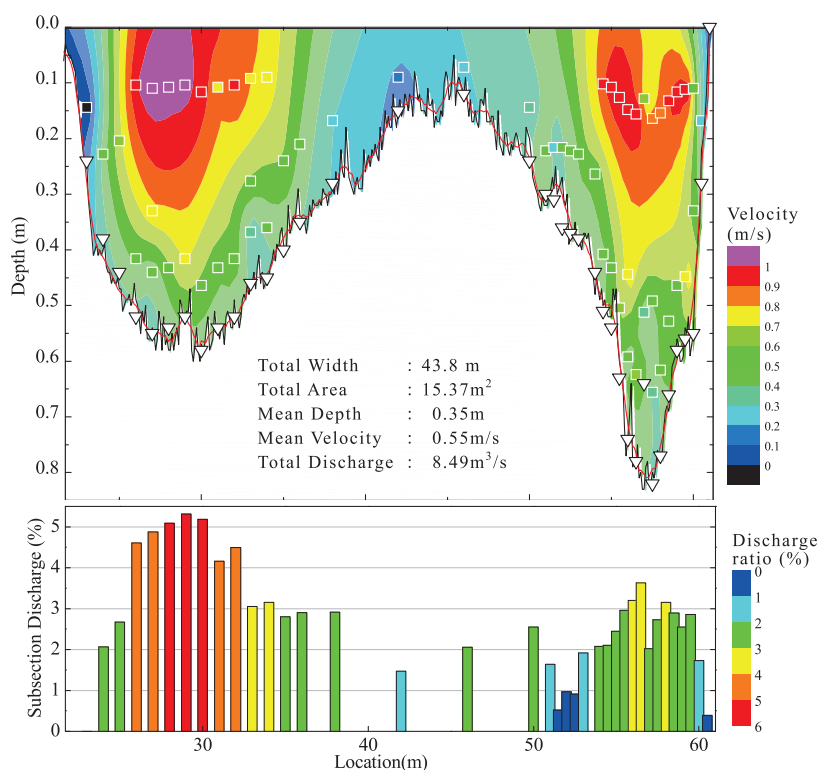 0.0
0.1
0.2
0.3
0.4
0.5
0.6
0.7
0.8
Depth (m)
Total Width : 43.8 m
Total Area : 15.37m²
Mean Depth : 0.35m
Mean Velocity : 0.55m/s
Total Discharge : 8.49m³/s
Velocity
(m/s)
1
0.9
0.8
0.7
0.6
0.5
0.4
0.3
0.2
0.1
0
5
4
3
2
1
0
Subsection Discharge (%)
30 40 50 60
Location(m)
Discharge
ratio (%)
0
1
2
3
4
5
6